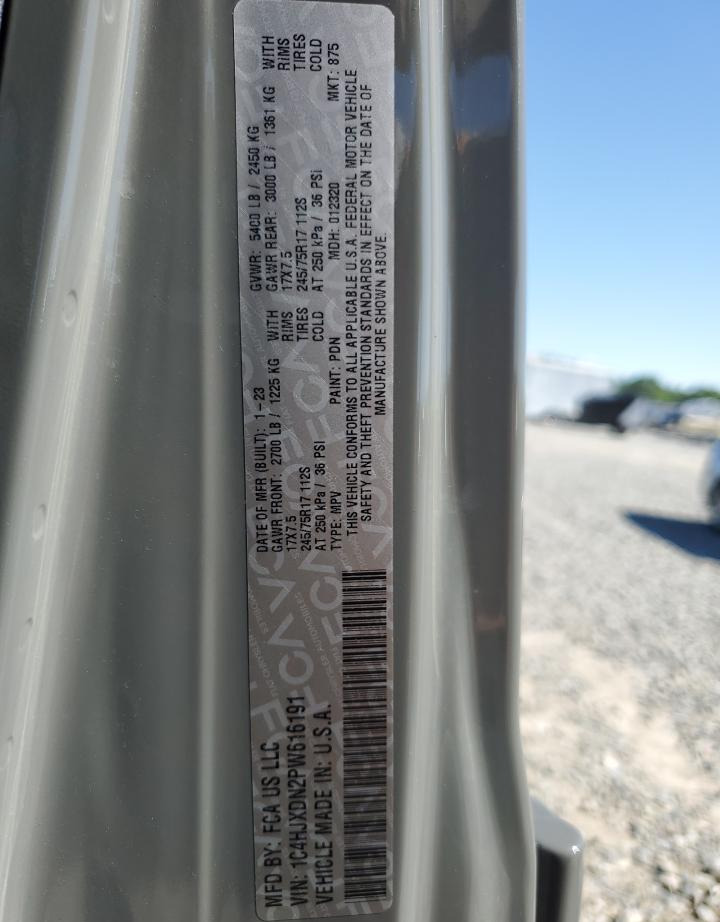 MFD BY: FCA US LLC
VIN: 1C4HJXDN2PW616191
VEHICLE MADE IN: U.S.A.
DATE OF MFR (BUILT): 1-23 GVWR: 5400 LB / 2450 KG
GAWR FRONT: 2700 LB / 1225 KG WITH GAWR REAR: 3000 LB / 1361 KG WITH
17X7.5 RIMS 17X7.5 RIMS
245/75R17 112S TIRES 245/75R17 112S TIRES
AT 250 kPa / 36 PSI COLD AT 250 kPa / 36 PSI COLD
TYPE: MPV PAINT: PDN MDH: 012320 MKT: 875
THIS VEHICLE CONFORMS TO ALL APPLICABLE U.S.A. FEDERAL MOTOR VEHICLE
SAFETY AND THEFT PREVENTION STANDARDS IN EFFECT ON THE DATE OF
MANUFACTURE SHOWN ABOVE.